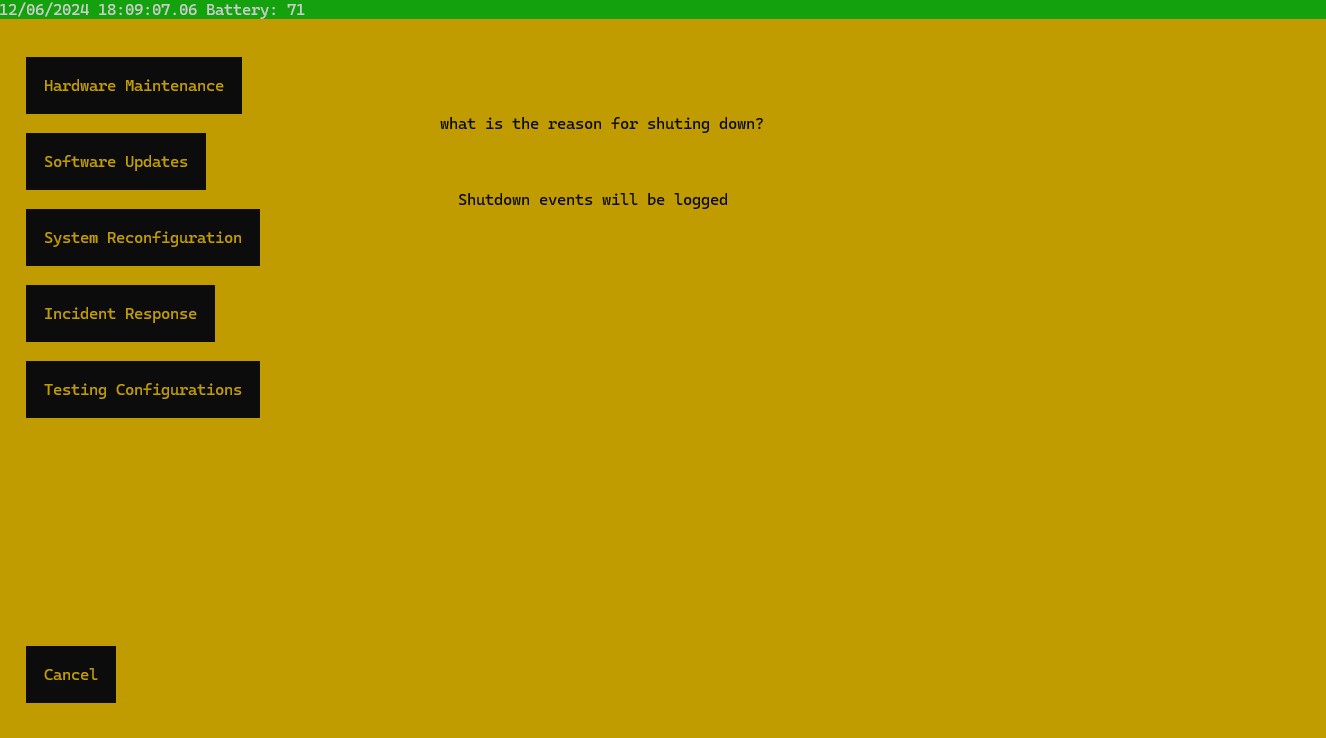 12/06/2024 18:09:07.06 Battery: 71
Hardware Maintenance
what is the reason for shuting down?
Software Updates
Shutdown events will be logged
System Reconfiguration
Incident Response
Testing Configurations
Cancel